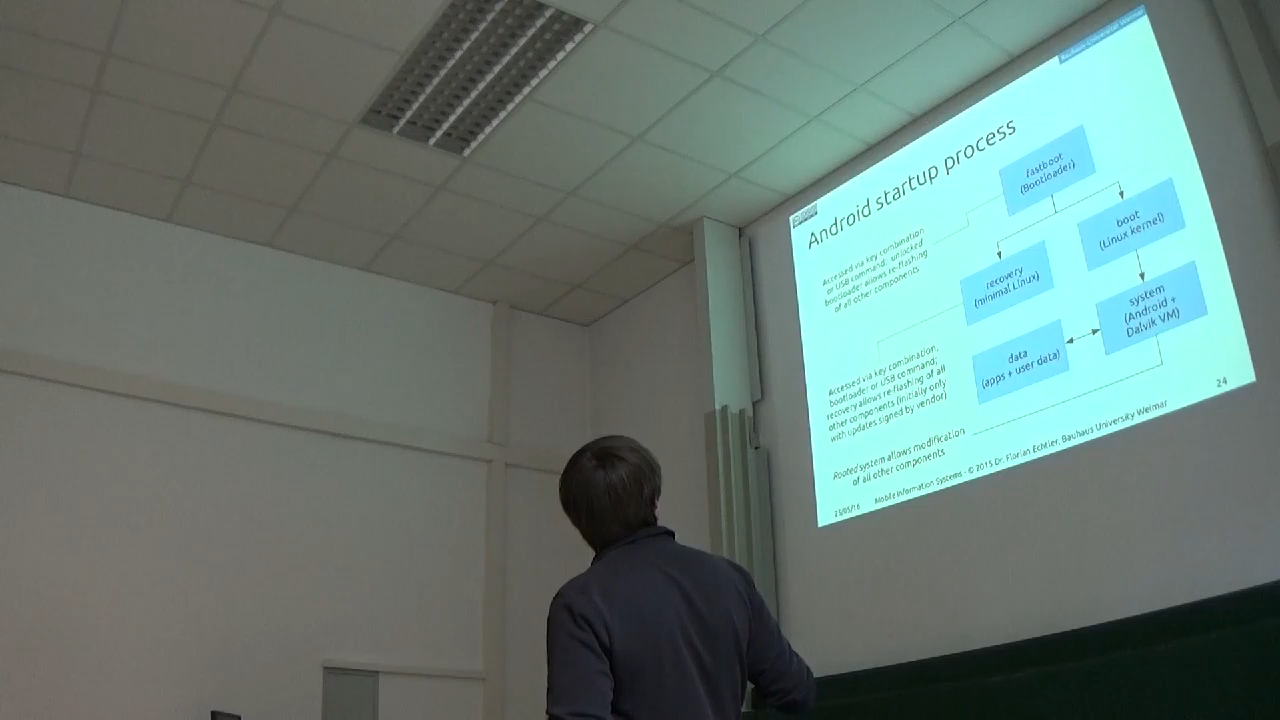 Android startup process
fastboot
(Bootloader)
Accessed via key combination
or USB command, unlocked
bootloader allows re-flashing
of all other components
boot
(Linux kernel)
recovery
(minimal Linux)
system
(Android +
Dalvik VM)
data
(apps + user data)
Accessed via key combination,
bootloader or USB command;
recovery allows re-flashing of all
other components (initially only
with updates signed by vendor)
Rooted system allows modification
of all other components
24
Mobile Information Systems - © 2015 Dr. Florian Echtler, Bauhaus University Weimar